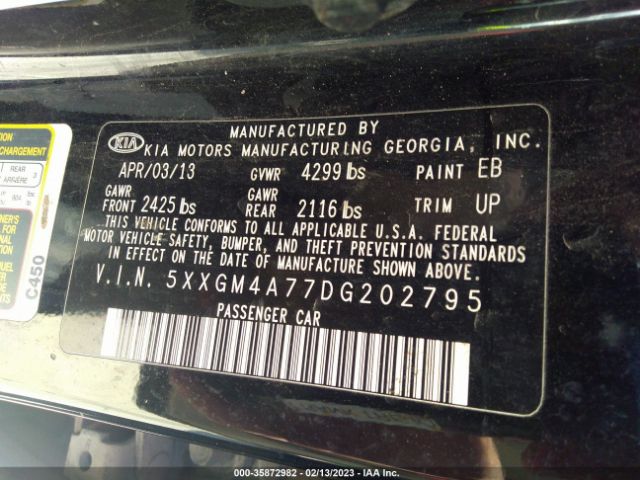 MANUFACTURED BY
KIA KIA MOTORS MANUFACTURING GEORGIA, INC.
APR/03/13 GVWR 4299 lbs PAINT EB
GAWR FRONT 2425 lbs GAWR REAR 2116 lbs TRIM UP
THIS VEHICLE CONFORMS TO ALL APPLICABLE U.S.A. FEDERAL
MOTOR VEHICLE SAFETY, BUMPER, AND THEFT PREVENTION STANDARDS
IN EFFECT ON THE DATE OF MANUFACTURE SHOWN ABOVE.
V.I.N. 5XXGM4A77DG202795
PASSENGER CAR
CHARGEMENT
REAR 3
ARRIÈRE
C450
000-35872982 - 02/13/2023 - IAA Inc.